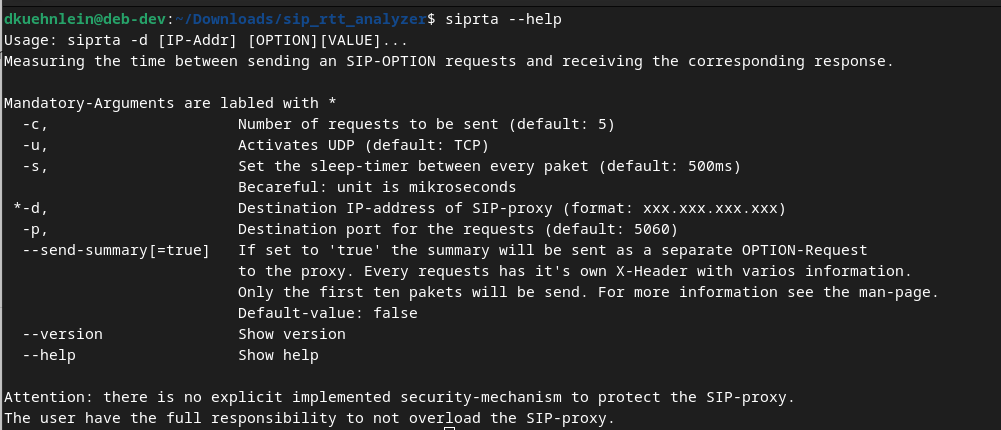 dkuehnlein@deb-dev:~/Downloads/sip_rtt_analyzer$ siprta --help
Usage: siprta -d [IP-Addr] [OPTION][VALUE]...
Measuring the time between sending an SIP-OPTION requests and receiving the corresponding response.
Mandatory-Arguments are labled with *
-c, Number of requests to be sent (default: 5)
-u, Activates UDP (default: TCP)
-s, Set the sleep-timer between every paket (default: 500ms)
Becareful: unit is mikroseconds
*-d, Destination IP-address of SIP-proxy (format: xxx.xxx.xxx.xxx)
-p, Destination port for the requests (default: 5060)
--send-summary[=true] If set to 'true' the summary will be sent as a separate OPTION-Request
to the proxy. Every requests has it's own X-Header with varios information.
Only the first ten pakets will be send. For more information see the man-page.
Default-value: false
--version Show version
--help Show help
Attention: there is no explicit implemented security-mechanism to protect the SIP-proxy.
The user have the full responsibility to not overload the SIP-proxy.